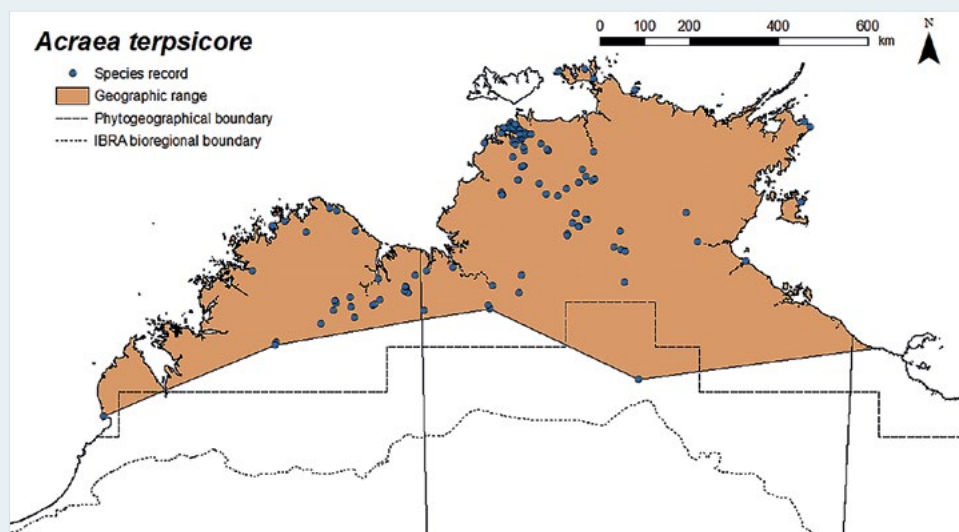 Acraea terpsicore
Species record
Geographic range
Phytogeographical boundary
IBRA bioregional boundary
0 100 200 400 600
km
N